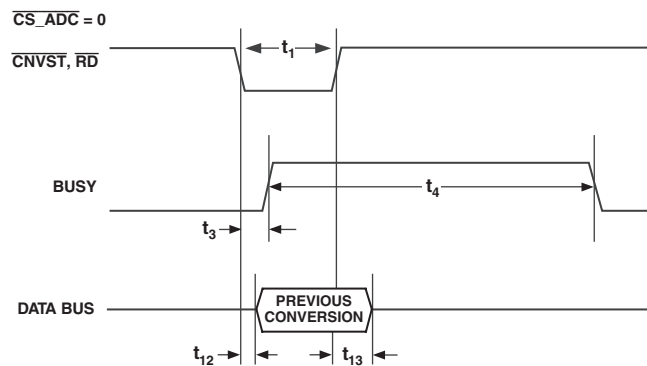 CS_ADC = 0
CNVST, RD
t1
BUSY
t4
t3
DATA BUS
PREVIOUS
CONVERSION
t12
t13